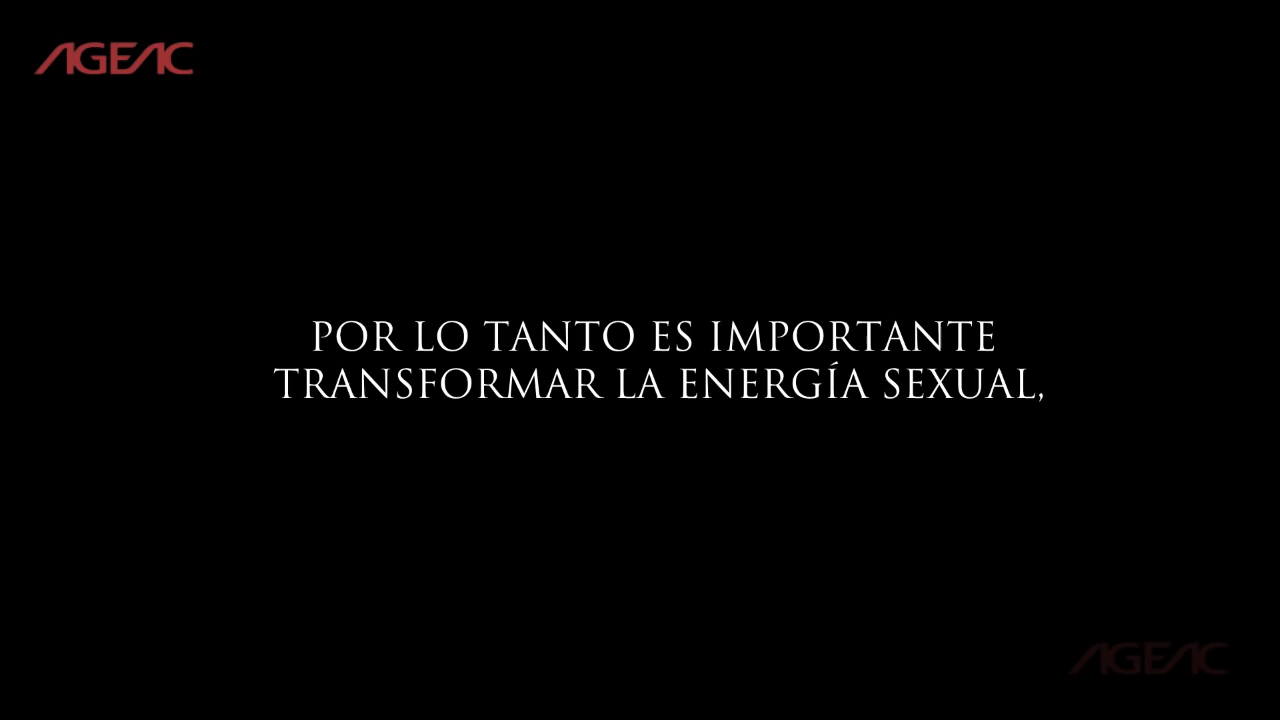 AGEAC
POR LO TANTO ES IMPORTANTE
TRANSFORMAR LA ENERGÍA SEXUAL,
AGEAC